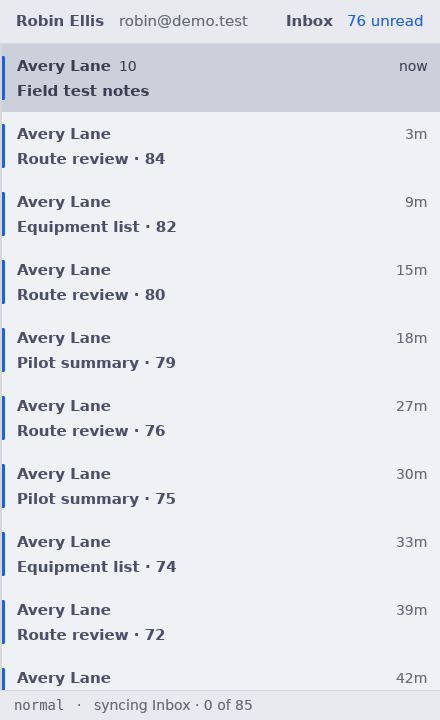 Robin Ellis robin@demo.test Inbox 76 unread
Avery Lane 10 now
Field test notes
Avery Lane 3m
Route review · 84
Avery Lane 9m
Equipment list · 82
Avery Lane 15m
Route review · 80
Avery Lane 18m
Pilot summary · 79
Avery Lane 27m
Route review · 76
Avery Lane 30m
Pilot summary · 75
Avery Lane 33m
Equipment list · 74
Avery Lane 39m
Route review · 72
Avery Lane 42m
normal · syncing Inbox · 0 of 85